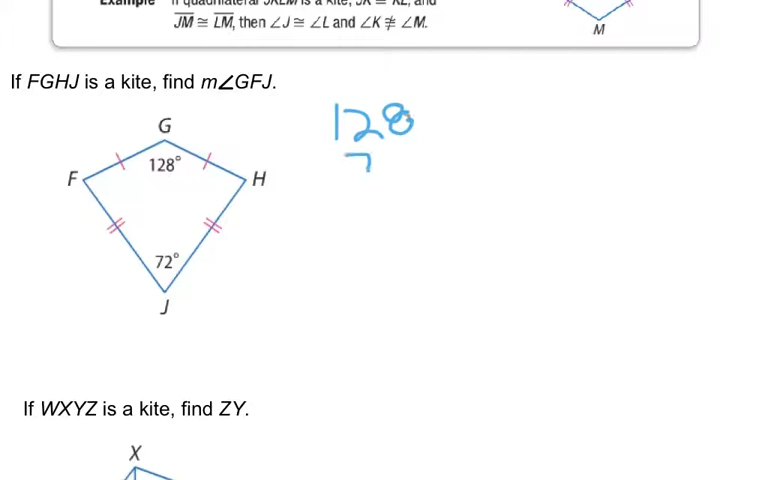 JM ≅ LM, then ∠J ≅ ∠L and ∠K ≇ ∠M.
M
If FGHJ is a kite, find m∠GFJ.
G
128
128°
7
F
H
72°
J
If WXYZ is a kite, find ZY.
X